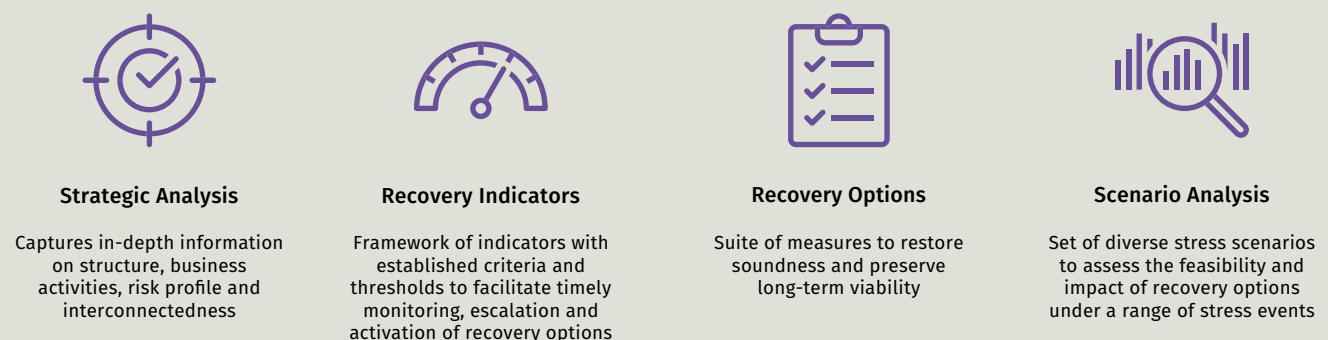 Strategic Analysis
Captures in-depth information
on structure, business
activities, risk profile and
interconnectedness
Recovery Indicators
Framework of indicators with
established criteria and
thresholds to facilitate timely
monitoring, escalation and
activation of recovery options
Recovery Options
Suite of measures to restore
soundness and preserve
long-term viability
Scenario Analysis
Set of diverse stress scenarios
to assess the feasibility and
impact of recovery options
under a range of stress events